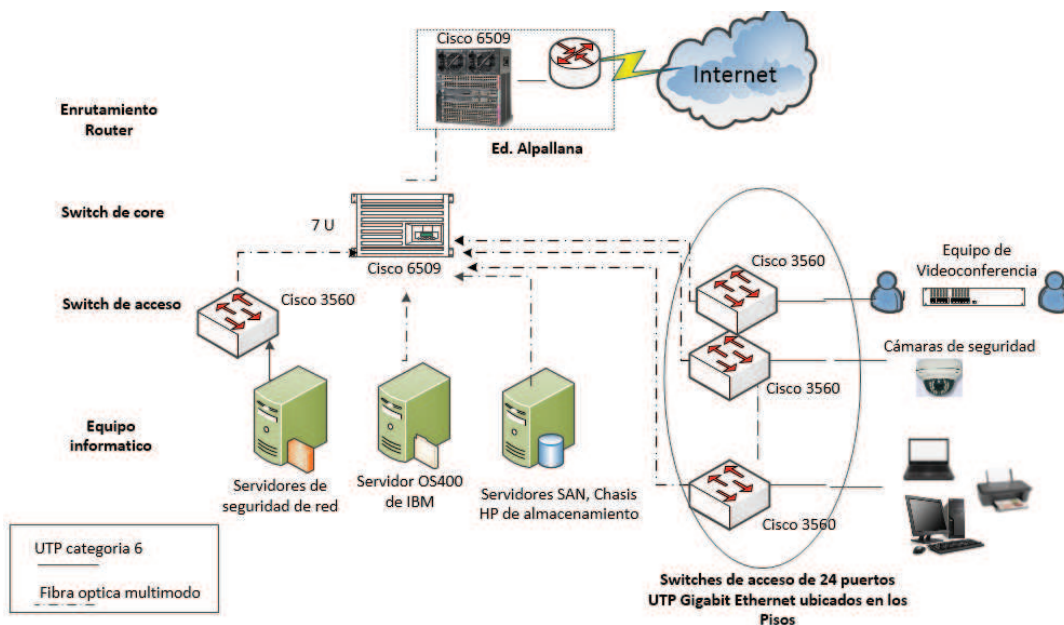 Cisco 6509
Internet
Enrutamiento
Router
Ed. Alpallana
Switch de core
7 U
Cisco 6509
Cisco 3560
Equipo de
Videoconferencia
Switch de acceso
Cisco 3560
Cámaras de seguridad
Cisco 3560
Equipo
informatico
Servidores de
seguridad de red
Servidor OS400
de IBM
Servidores SAN, Chasis
HP de almacenamiento
Cisco 3560
UTP categoria 6
Fibra optica multimodo
Switches de acceso de 24 puertos
UTP Gigabit Ethernet ubicados en los
Pisos